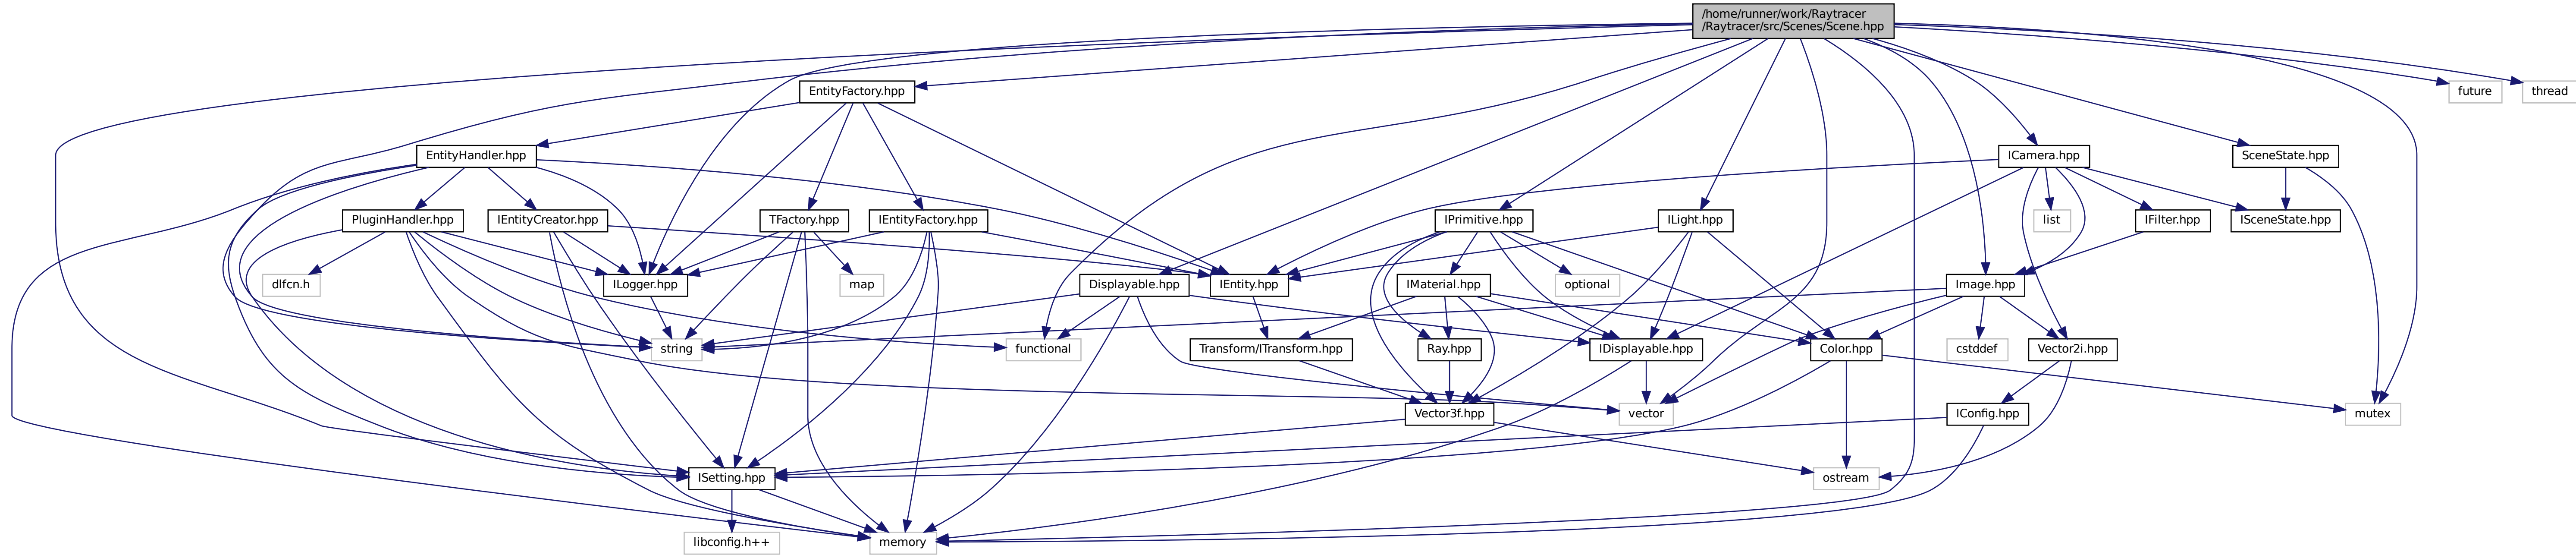 /home/runner/work/Raytracer
/Raytracer/src/Scenes/Scene.hpp
EntityFactory.hpp
future
thread
EntityHandler.hpp
ICamera.hpp
SceneState.hpp
PluginHandler.hpp
IEntityCreator.hpp
TFactory.hpp
IEntityFactory.hpp
IPrimitive.hpp
ILight.hpp
list
IFilter.hpp
ISceneState.hpp
dlfcn.h
ILogger.hpp
map
Displayable.hpp
IEntity.hpp
IMaterial.hpp
optional
Image.hpp
string
functional
Transform/ITransform.hpp
Ray.hpp
IDisplayable.hpp
Color.hpp
cstddef
Vector2i.hpp
Vector3f.hpp
vector
IConfig.hpp
mutex
ISetting.hpp
ostream
libconfig.h++
memory